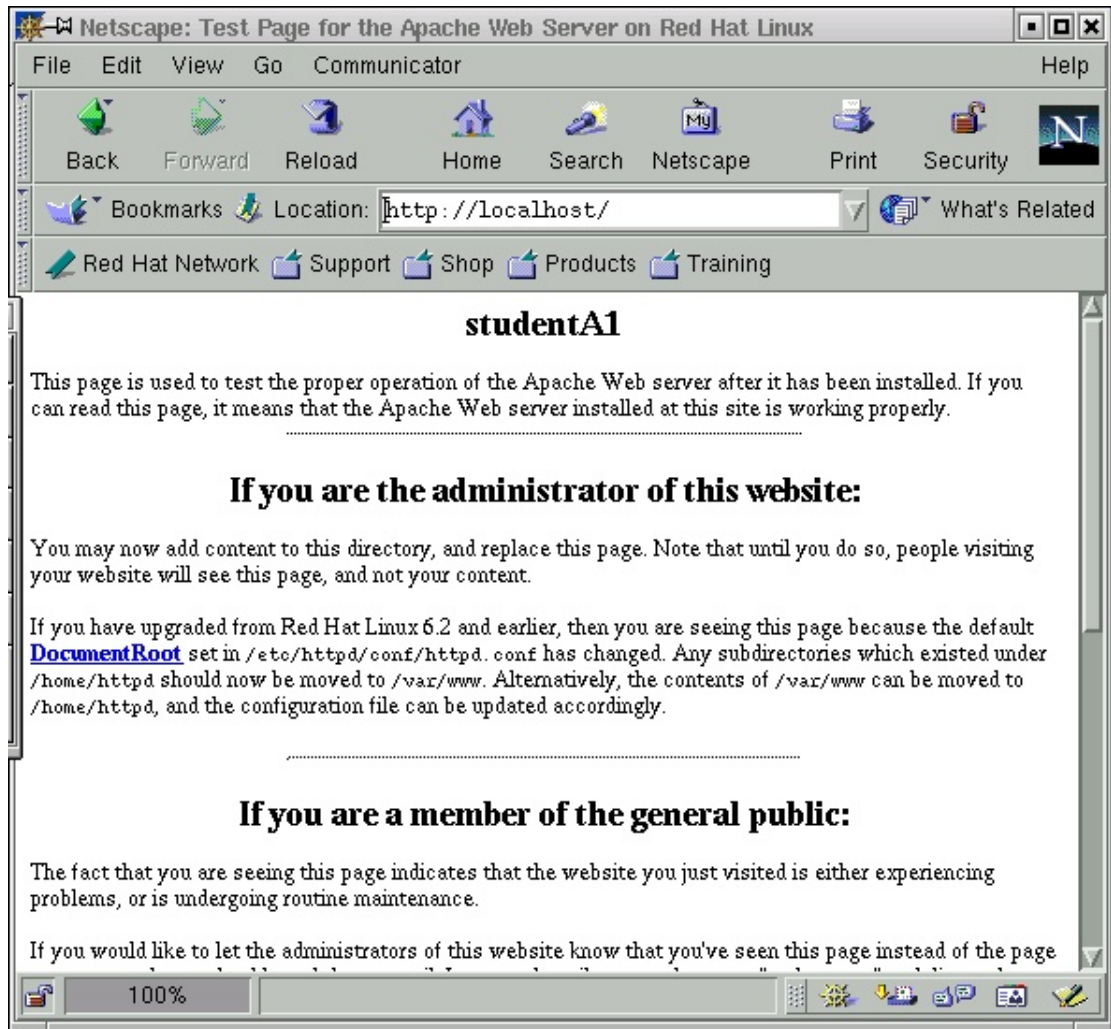 Netscape: Test Page for the Apache Web Server on Red Hat Linux
File Edit View Go Communicator Help
Back Forward Reload Home Search Netscape Print Security
My
N
Bookmarks Location: http://localhost/ What's Related
Red Hat Network Support Shop Products Training
studentA1
This page is used to test the proper operation of the Apache Web server after it has been installed. If you
can read this page, it means that the Apache Web server installed at this site is working properly.
If you are the administrator of this website:
You may now add content to this directory, and replace this page. Note that until you do so, people visiting
your website will see this page, and not your content.
If you have upgraded from Red Hat Linux 6.2 and earlier, then you are seeing this page because the default
DocumentRoot set in /etc/httpd/conf/httpd.conf has changed. Any subdirectories which existed under
/home/httpd should now be moved to /var/www. Alternatively, the contents of /var/www can be moved to
/home/httpd, and the configuration file can be updated accordingly.
If you are a member of the general public:
The fact that you are seeing this page indicates that the website you just visited is either experiencing
problems, or is undergoing routine maintenance.
If you would like to let the administrators of this website know that you've seen this page instead of the page
100%